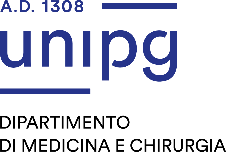 A.D. 1308
unipg
DIPARTIMENTO
DI MEDICINA E CHIRURGIA